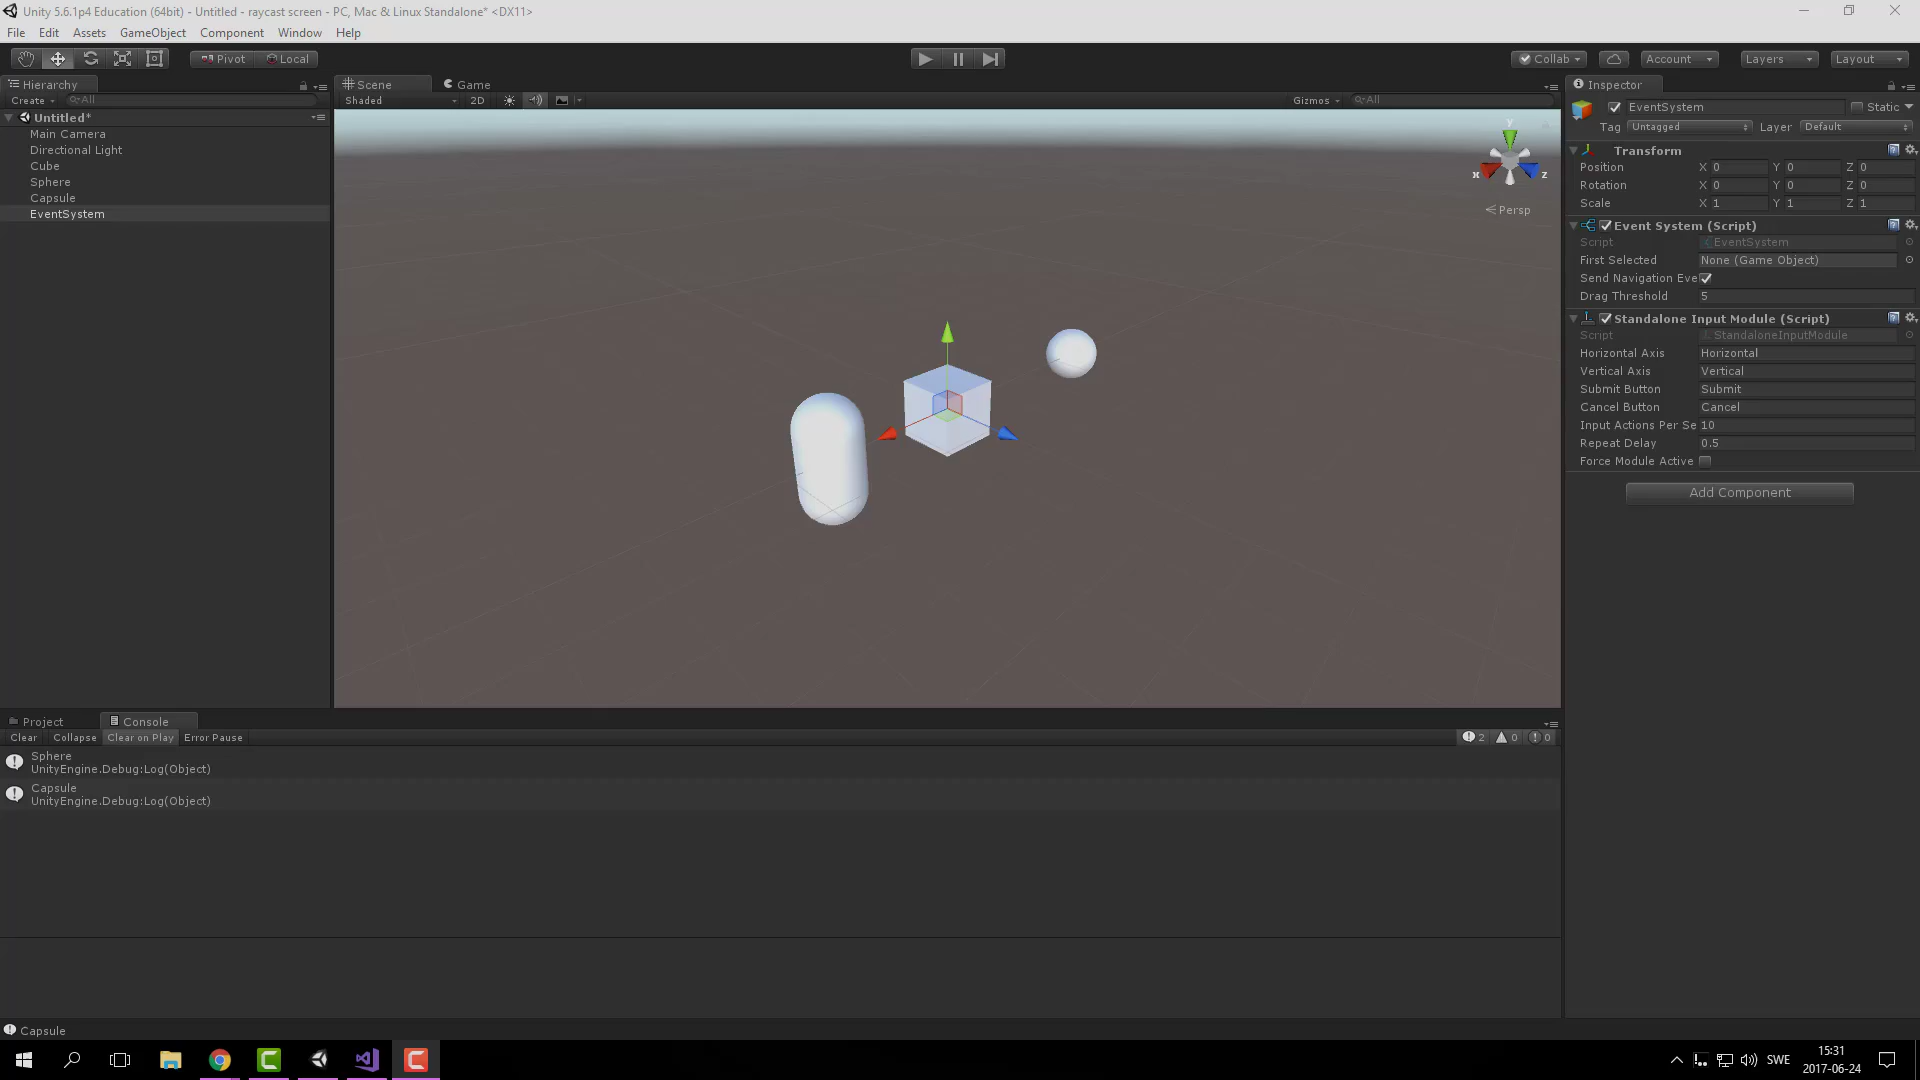 Unity 5.6.1p4 Education (64bit) - Untitled - raycast screen - PC, Mac & Linux Standalone* <DX11>
File Edit Assets GameObject Component Window Help
Pivot Local Collab Account Layers Layout
Hierarchy
Create All
Untitled*
Main Camera
Directional Light
Cube
Sphere
Capsule
EventSystem
Scene Game
Shaded 2D Gizmos All
y
x z
Persp
Inspector
EventSystem Static
Tag Untagged Layer Default
Transform
Position X 0 Y 0 Z 0
Rotation X 0 Y 0 Z 0
Scale X 1 Y 1 Z 1
Event System (Script)
Script EventSystem
First Selected None (Game Object)
Send Navigation Eve
Drag Threshold 5
Standalone Input Module (Script)
Script StandaloneInputModule
Horizontal Axis Horizontal
Vertical Axis Vertical
Submit Button Submit
Cancel Button Cancel
Input Actions Per Se 10
Repeat Delay 0.5
Force Module Active
Add Component
Project Console
Clear Collapse Clear on Play Error Pause 2 0 0
Sphere
UnityEngine.Debug:Log(Object)
Capsule
UnityEngine.Debug:Log(Object)
Capsule
SWE 15:31
2017-06-24